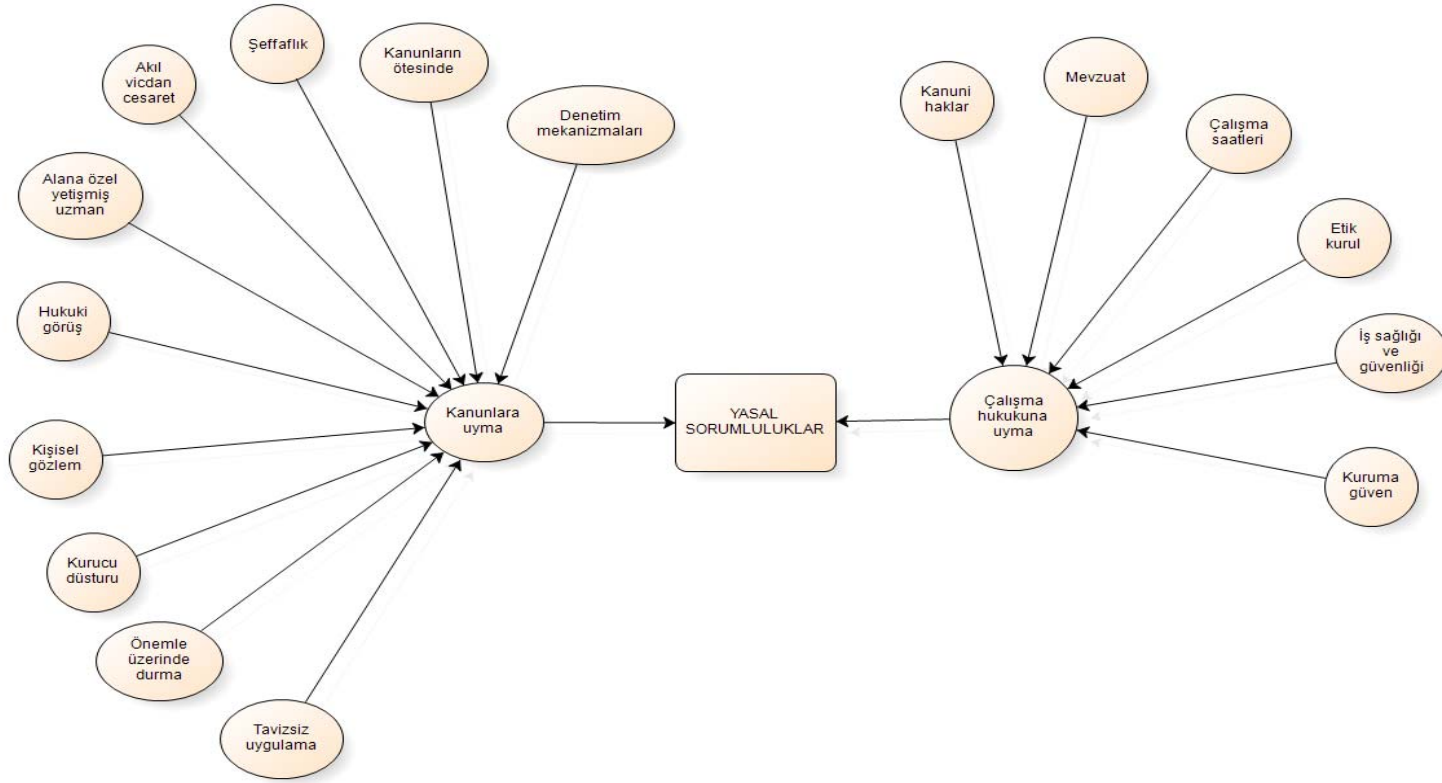 Şeffaflık
Kanunların
ötesinde
Akıl
vicdan
cesaret
Denetim
mekanizmaları
Alana özel
yetişmiş
uzman
Hukuki
görüş
Kişisel
gözlem
Kurucu
düsturu
Önemle
üzerinde
durma
Tavizsiz
uygulama
Kanunlara
uyma
YASAL
SORUMLULUKLAR
Çalışma
hukukuna
uyma
Kanuni
haklar
Mevzuat
Çalışma
saatleri
Etik
kurul
İş sağlığı
ve
güvenliği
Kuruma
güven